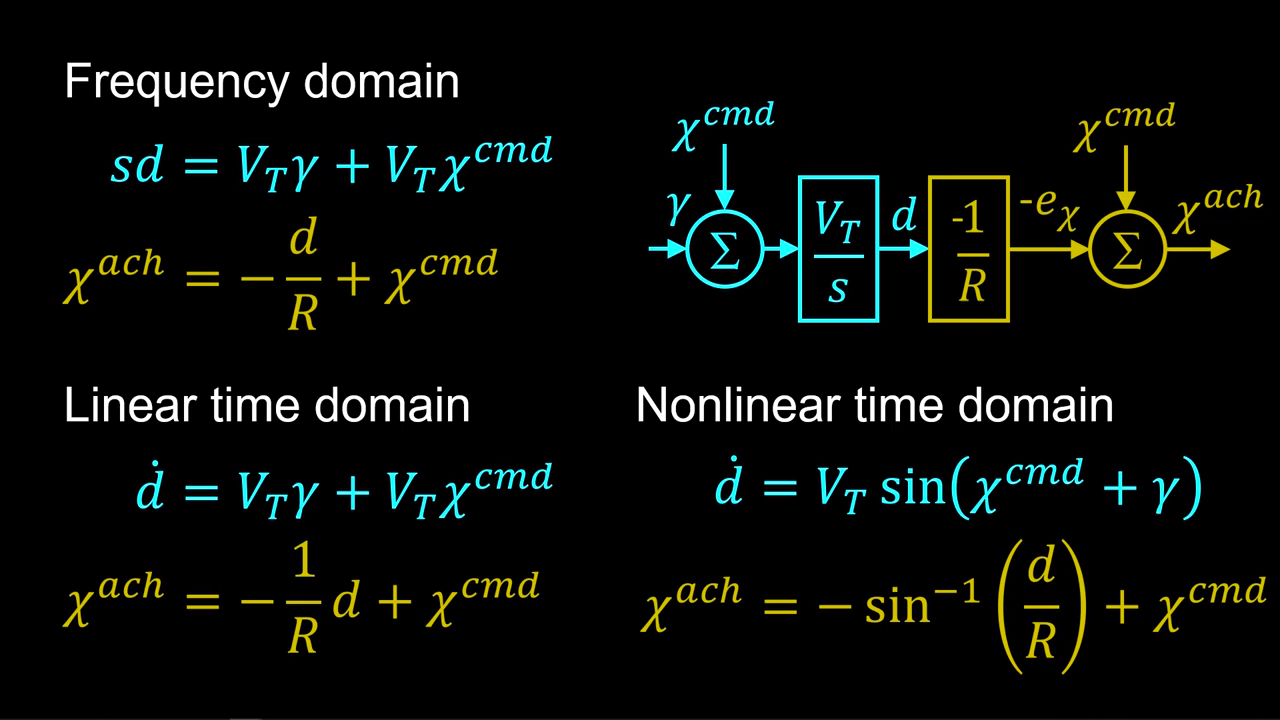 Frequency domain
sd = V_T γ + V_T χ^{cmd}
χ^{ach} = − d/R + χ^{cmd}
χ^{cmd}
γ
Σ
V_T/s
d
-1/R
-e_χ
χ^{cmd}
Σ
χ^{ach}
Linear time domain
ḋ = V_T γ + V_T χ^{cmd}
χ^{ach} = − 1/R d + χ^{cmd}
Nonlinear time domain
ḋ = V_T sin(χ^{cmd} + γ)
χ^{ach} = − sin^{−1} (d/R) + χ^{cmd}